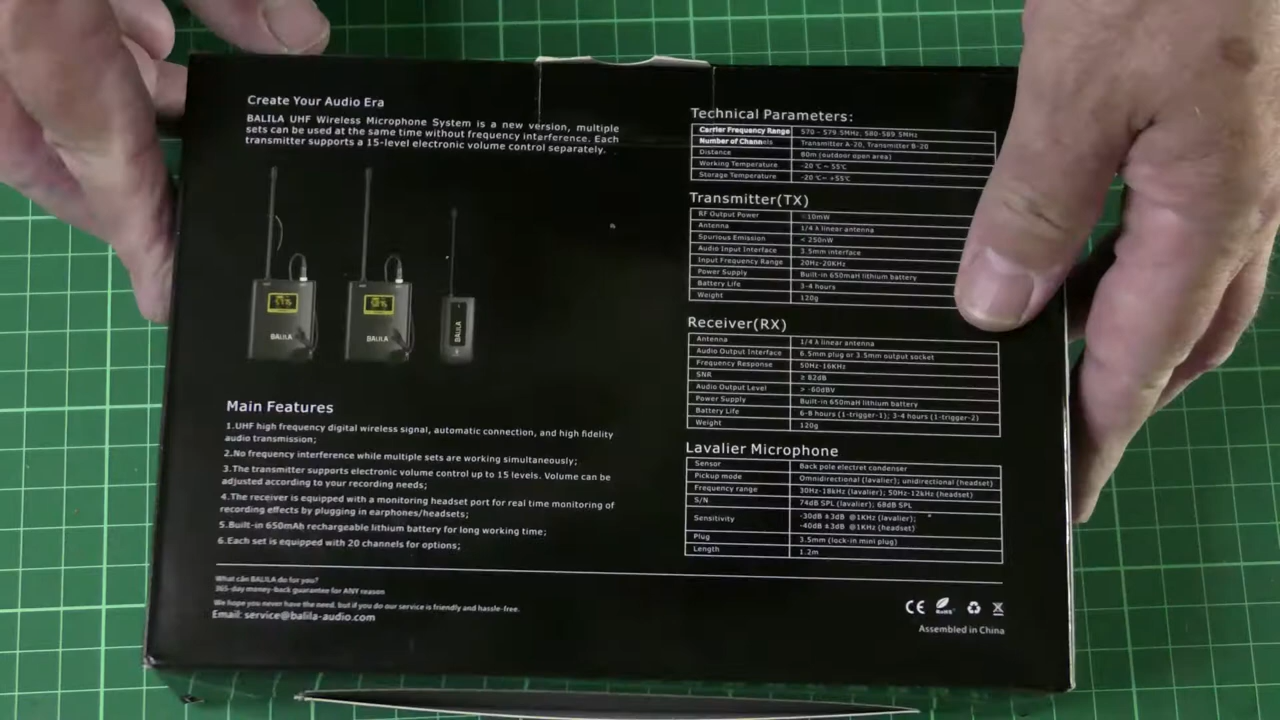 Create Your Audio Era
BALILA UHF Wireless Microphone System is a new version, multiple
sets can be used at the same time without frequency interference. Each
transmitter supports a 15-level electronic volume control separately.
BALILA
BALILA
BALILA
Main Features
1.UHF high frequency digital wireless signal, automatic connection, and high fidelity
audio transmission;
2.No frequency interference while multiple sets are working simultaneously;
3.The transmitter supports electronic volume control up to 15 levels. Volume can be
adjusted according to your recording needs;
4.The receiver is equipped with a monitoring headset port for real time monitoring of
recording effects by plugging in earphones/headsets;
5.Built-in 650mAh rechargeable lithium battery for long working time;
6.Each set is equipped with 20 channels for options;
What can BALILA do for you?
365-day money-back guarantee for ANY reason
We hope you never have the need, but if you do our service is friendly and hassle-free.
Email: service@balila-audio.com
Technical Parameters:
Carrier Frequency Range 570 - 579.5MHz, 580-589.5MHz
Number of Channels Transmitter A-20, Transmitter B-20
Distance 80m (outdoor open area)
Working Temperature -20℃ ~ 55℃
Storage Temperature -20℃~ +55℃
Transmitter(TX)
RF Output Power 10mW
Antenna 1/4 λ linear antenna
Spurious Emission < 250nW
Audio Input Interface 3.5mm interface
Input Frequency Range 20Hz-20KHz
Power Supply Built-in 650maH lithium battery
Battery Life 3-4 hours
Weight 120g
Receiver(RX)
Antenna 1/4 λ linear antenna
Audio Output Interface 6.5mm plug or 3.5mm output socket
Frequency Response 50Hz-16KHz
SNR ≥ 82dB
Audio Output Level > -60dBV
Power Supply Built-in 650maH lithium battery
Battery Life 6-8 hours (1-trigger-1); 3-4 hours (1-trigger-2)
Weight 120g
Lavalier Microphone
Sensor Back pole electret condenser
Pickup mode Omnidirectional (lavalier); unidirectional (headset)
Frequency range 30Hz-18kHz (lavalier); 50Hz-12kHz (headset)
S/N 74dB SPL (lavalier); 68dB SPL
Sensitivity -30dB ±3dB @1KHz (lavalier);
-40dB ±3dB @1KHz (headset)
Plug 3.5mm (lock-in mini plug)
Length 1.2m
CE RoHS
Assembled in China